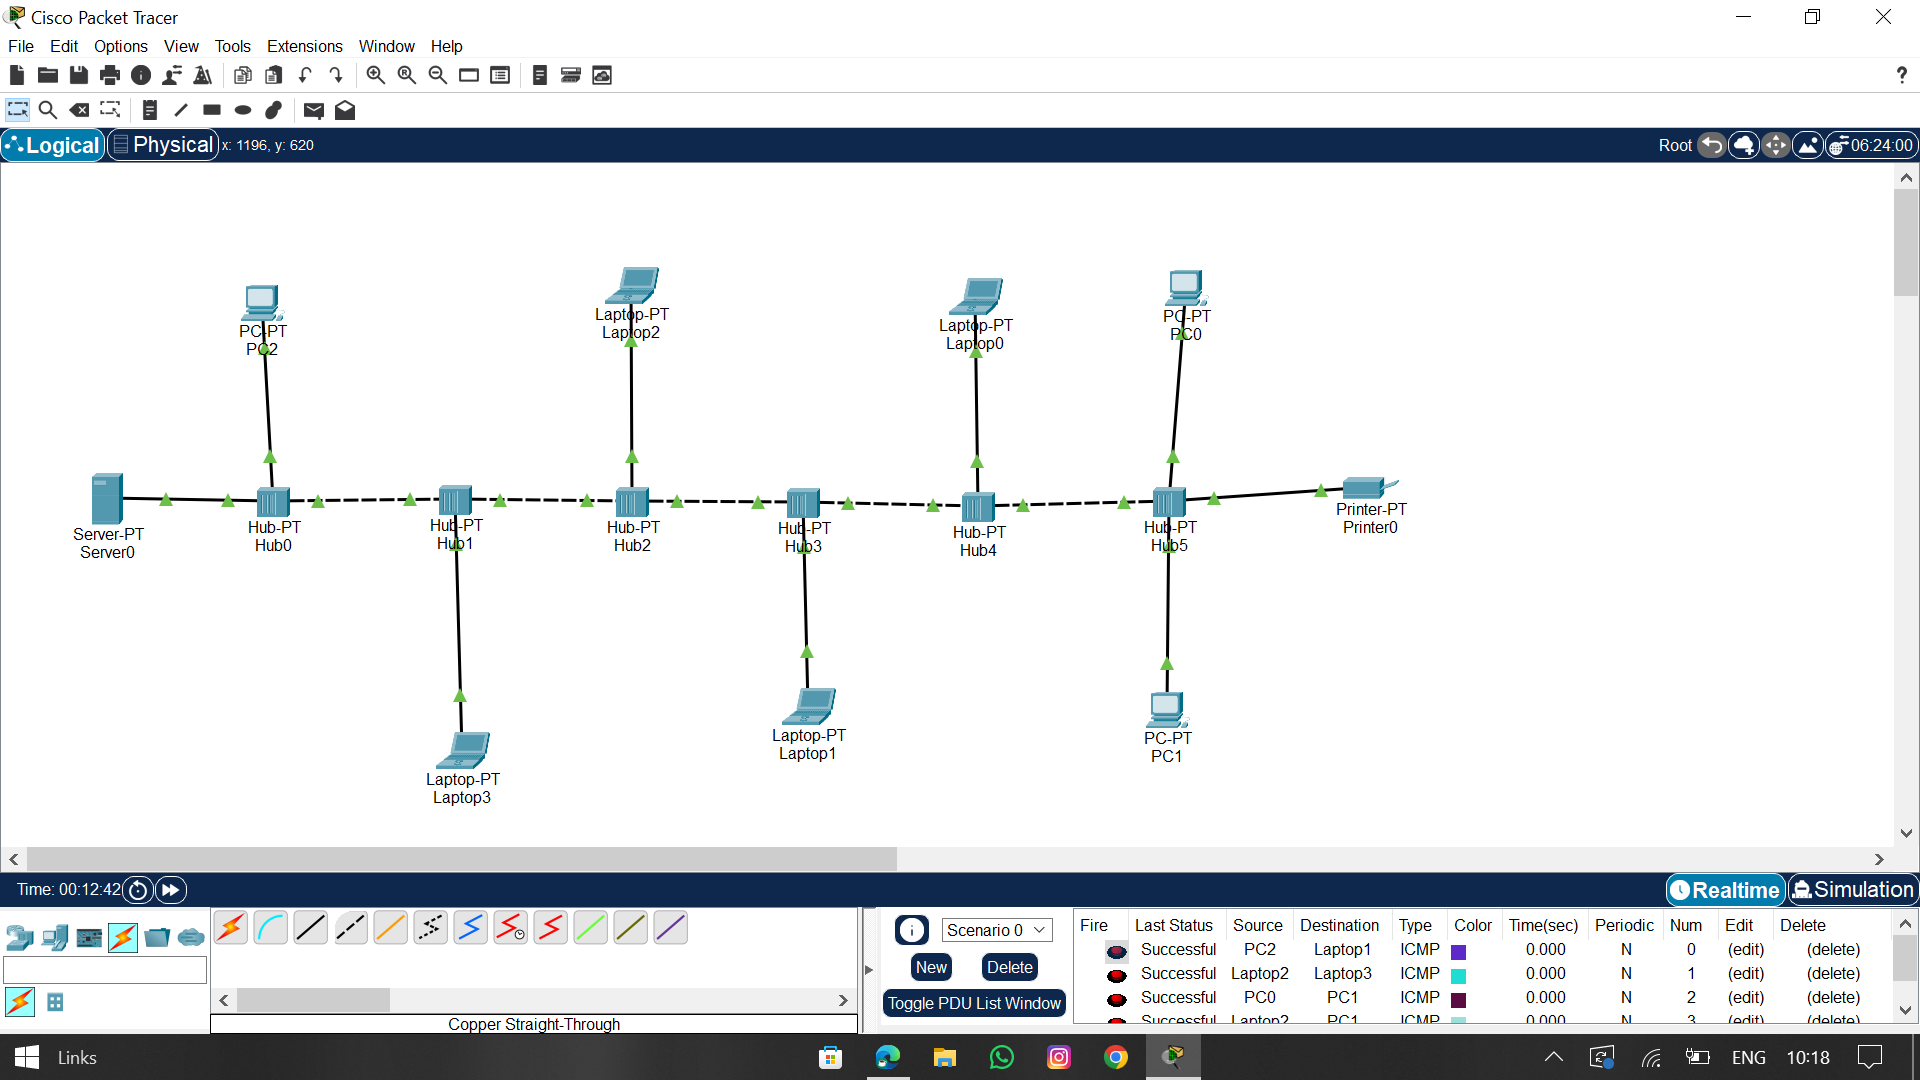 Cisco Packet Tracer
File Edit Options View Tools Extensions Window Help
?
Logical Physical x: 1196, y: 620 Root 06:24:00
PC-PT
PC2
Laptop-PT
Laptop2
Laptop-PT
Laptop0
PC-PT
PC0
Server-PT
Server0
Hub-PT
Hub0
Hub-PT
Hub1
Hub-PT
Hub2
Hub-PT
Hub3
Hub-PT
Hub4
Hub-PT
Hub5
Printer-PT
Printer0
Laptop-PT
Laptop3
Laptop-PT
Laptop1
PC-PT
PC1
Time: 00:12:42 Realtime Simulation
Copper Straight-Through
Scenario 0
New Delete
Toggle PDU List Window
Fire Last Status Source Destination Type Color Time(sec) Periodic Num Edit Delete
Successful PC2 Laptop1 ICMP 0.000 N 0 (edit) (delete)
Successful Laptop2 Laptop3 ICMP 0.000 N 1 (edit) (delete)
Successful PC0 PC1 ICMP 0.000 N 2 (edit) (delete)
Successful Laptop2 PC1 ICMP 0.000 N 3 (edit) (delete)
Links ENG 10:18